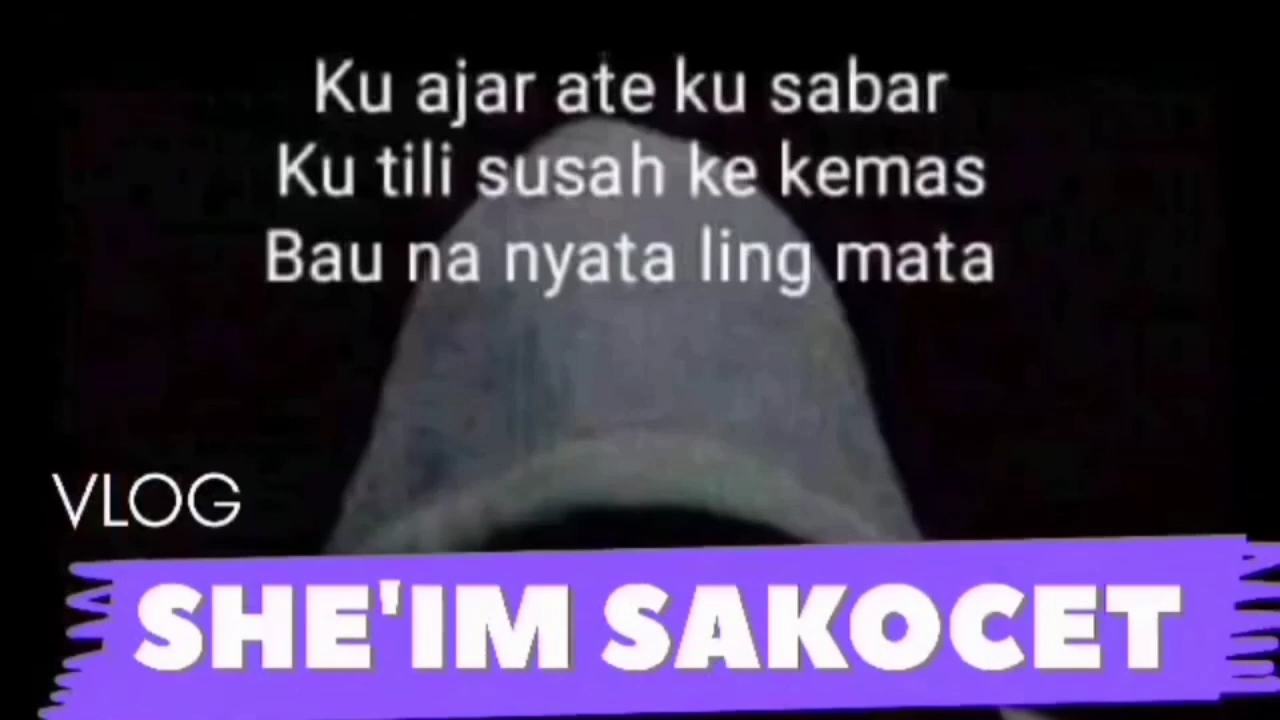 Ku ajar ate ku sabar
Ku tili susah ke kemas
Bau na nyata ling mata
VLOG
SHE'IM SAKOCET